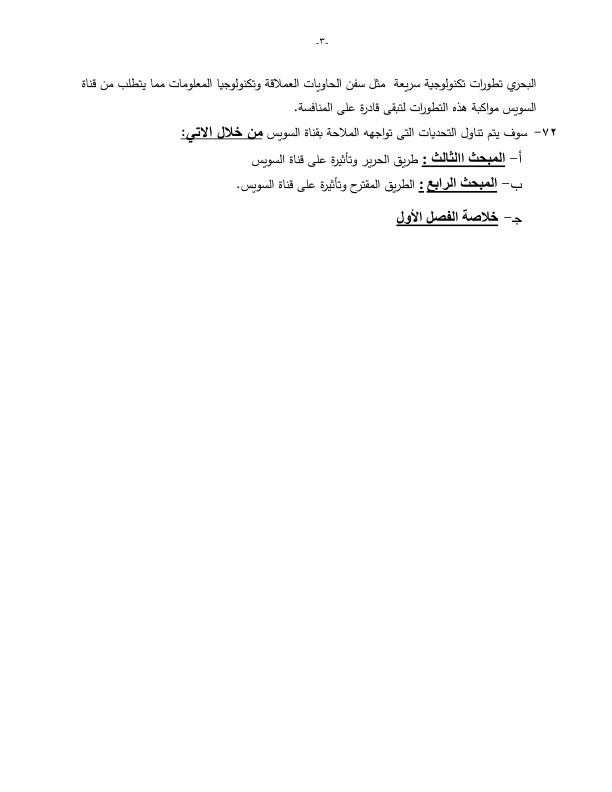 -٣-
البحري تطورات تكنولوجية سريعة مثل سفن الحاويات العملاقة وتكنولوجيا المعلومات مما يتطلب من قناة
السويس مواكبة هذه التطورات لتبقى قادرة على المنافسة.
٧٢- سوف يتم تناول التحديات التى تواجهه الملاحة بقناة السويس من خلال الاتي:
أ- المبحث االثالث : طريق الحرير وتأثيرة على قناة السويس
ب- المبحث الرابع : الطريق المقترح وتأثيرة على قناة السويس.
جـ- خلاصة الفصل الأول